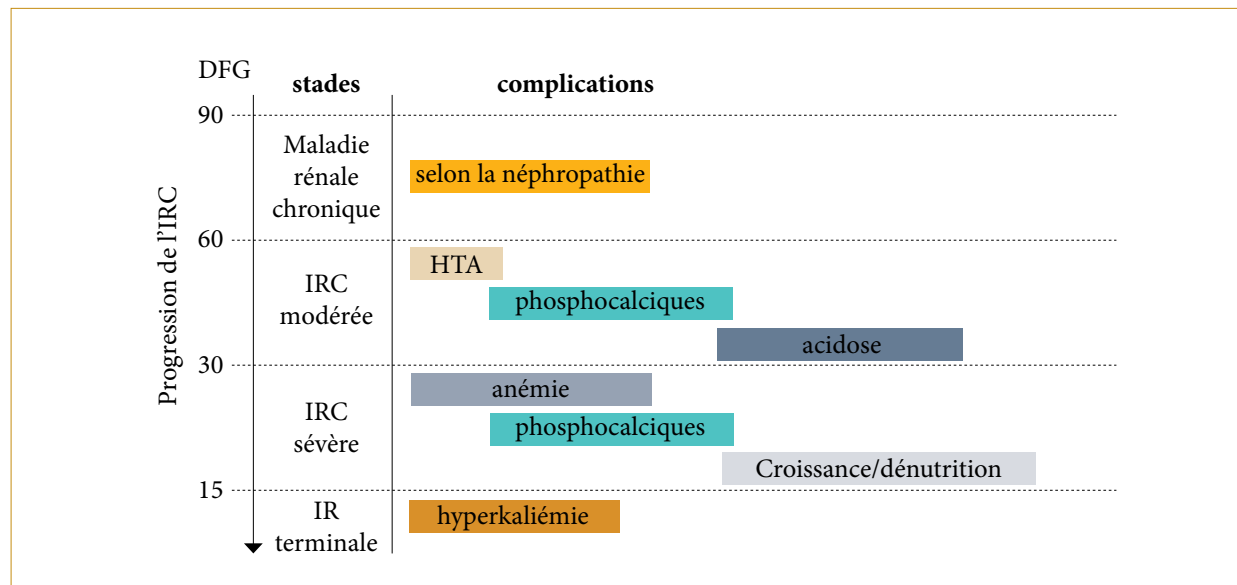 DFG
stades
complications
Progression de l’IRC
90
Maladie
rénale
chronique
selon la néphropathie
60
IRC
modérée
HTA
phosphocalciques
acidose
30
IRC
sévère
anémie
phosphocalciques
Croissance/dénutrition
15
IR
terminale
hyperkaliémie